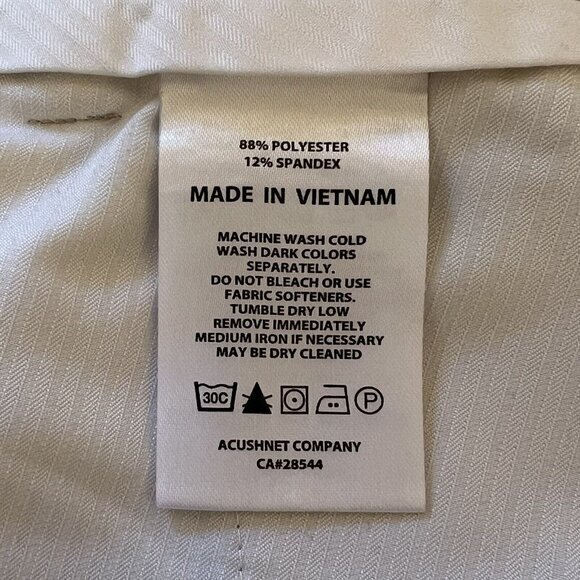 88% POLYESTER
12% SPANDEX
MADE IN VIETNAM
MACHINE WASH COLD
WASH DARK COLORS
SEPARATELY.
DO NOT BLEACH OR USE
FABRIC SOFTENERS.
TUMBLE DRY LOW
REMOVE IMMEDIATELY
MEDIUM IRON IF NECESSARY
MAY BE DRY CLEANED
30C P
ACUSHNET COMPANY
CA#28544